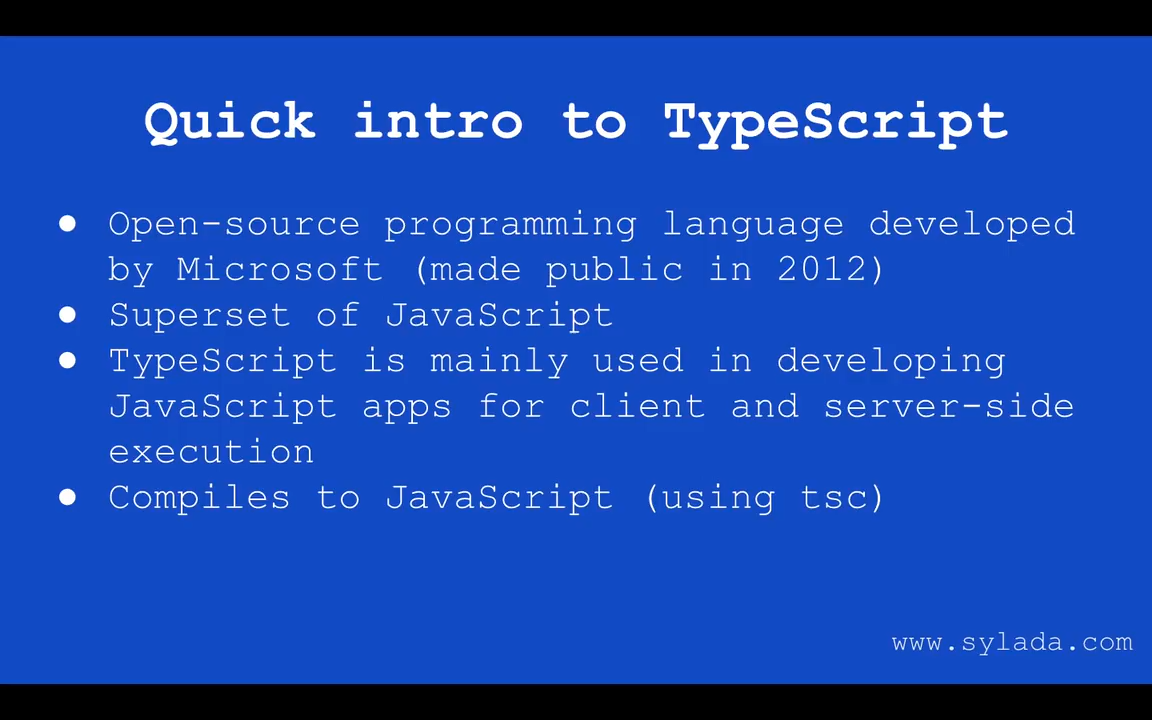 Quick intro to TypeScript
● Open-source programming language developed
by Microsoft (made public in 2012)
● Superset of JavaScript
● TypeScript is mainly used in developing
JavaScript apps for client and server-side
execution
● Compiles to JavaScript (using tsc)
www.sylada.com